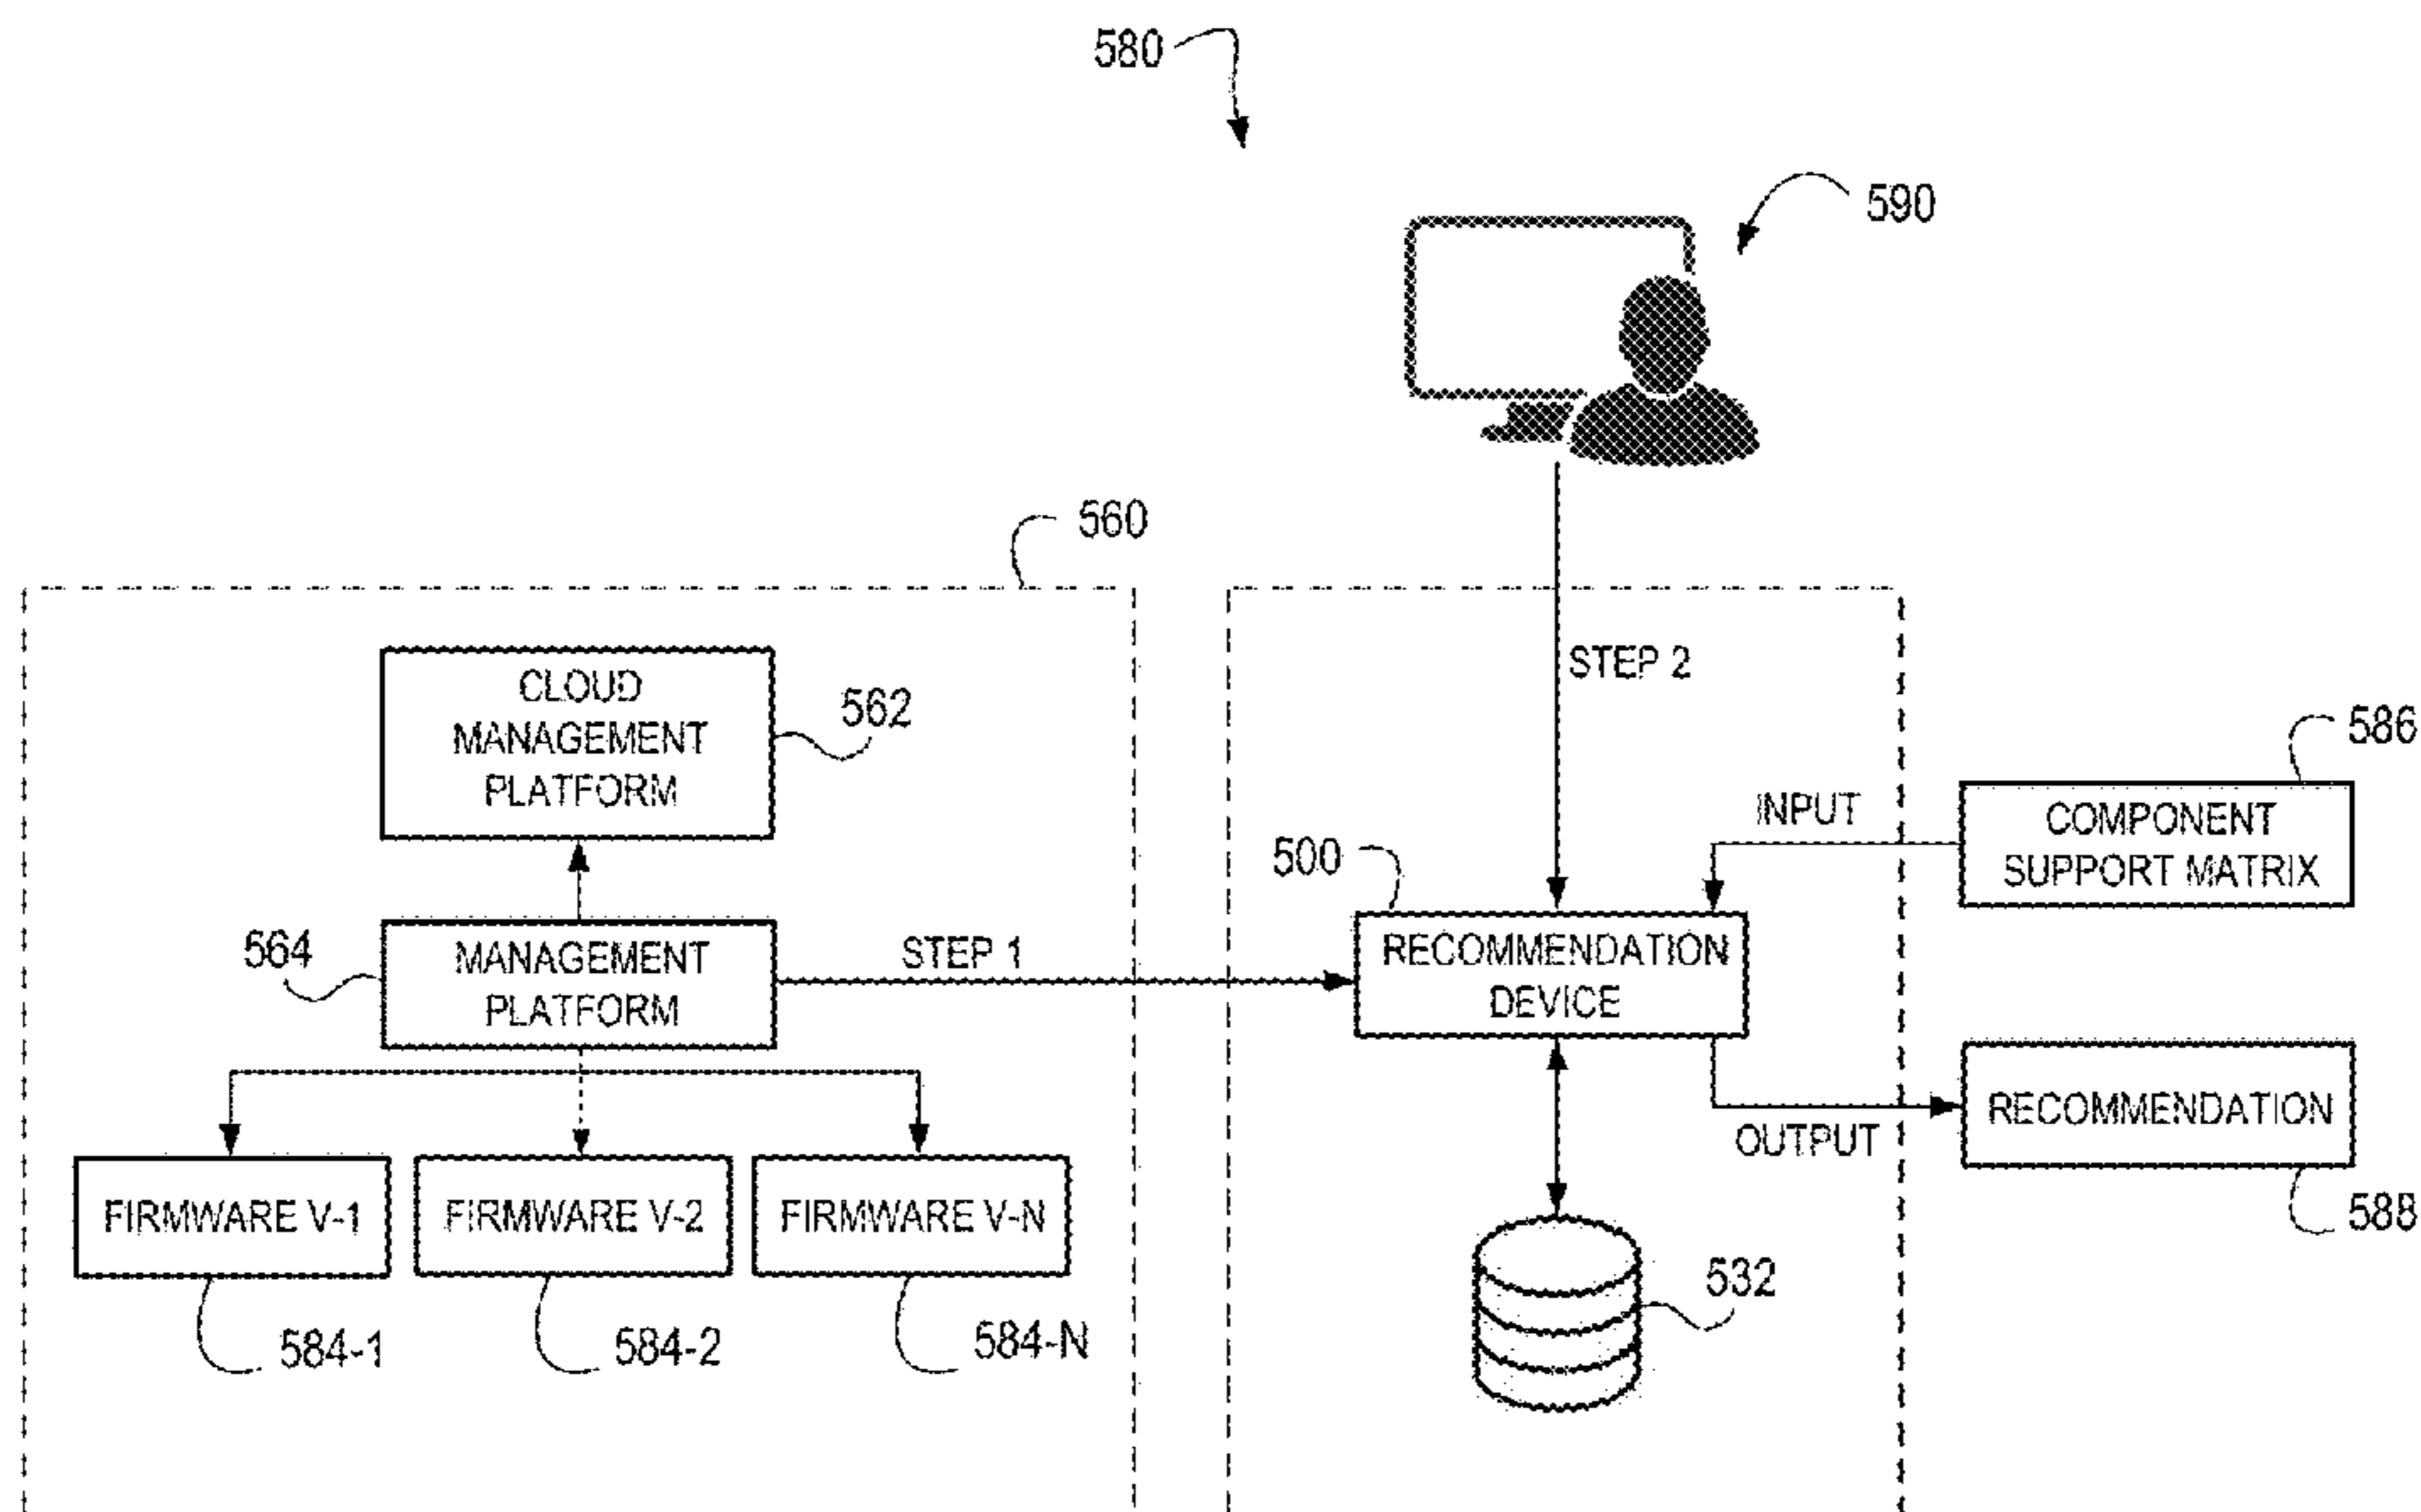 580
590
560
CLOUD
MANAGEMENT
PLATFORM
562
STEP 2
586
INPUT
COMPONENT
SUPPORT MATRIX
500
564
MANAGEMENT
PLATFORM
STEP 1
RECOMMENDATION
DEVICE
RECOMMENDATION
OUTPUT
588
FIRMWARE V-1
FIRMWARE V-2
FIRMWARE V-N
532
584-1
584-2
584-N